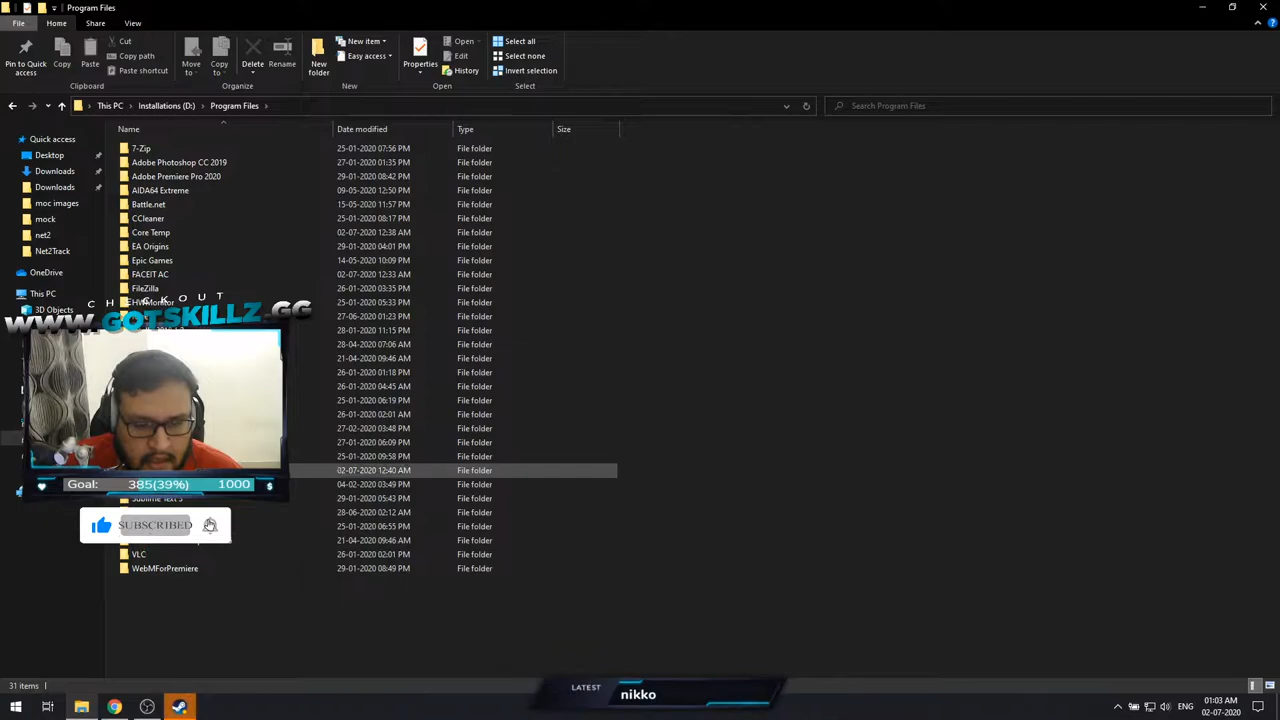 Program Files
File
Home
Share
View
Pin to Quick access
Copy
Paste
Cut
Copy path
Paste shortcut
Clipboard
Move to
Copy to
Delete
Rename
Organize
New folder
New item
Easy access
New
Properties
Open
Edit
History
Open
Select all
Select none
Invert selection
Select
This PC
Installations (D:)
Program Files
Search Program Files
Name
Date modified
Type
Size
Quick access
Desktop
Downloads
Downloads
moc images
mock
net2
Net2Track
OneDrive
This PC
3D Objects
7-Zip 25-01-2020 07:56 PM File folder
Adobe Photoshop CC 2019 27-01-2020 01:35 PM File folder
Adobe Premiere Pro 2020 29-01-2020 08:42 PM File folder
AIDA64 Extreme 09-05-2020 12:50 PM File folder
Battle.net 15-05-2020 11:57 PM File folder
CCleaner 25-01-2020 08:17 PM File folder
Core Temp 02-07-2020 12:38 AM File folder
EA Origins 29-01-2020 04:01 PM File folder
Epic Games 14-05-2020 10:09 PM File folder
FACEIT AC 02-07-2020 12:33 AM File folder
FileZilla 26-01-2020 03:35 PM File folder
HWMonitor 25-01-2020 05:33 PM File folder
27-06-2020 01:23 PM File folder
28-01-2020 11:15 PM File folder
28-04-2020 07:06 AM File folder
21-04-2020 09:46 AM File folder
26-01-2020 01:18 PM File folder
26-01-2020 04:45 AM File folder
25-01-2020 06:19 PM File folder
26-01-2020 02:01 AM File folder
27-02-2020 03:48 PM File folder
27-01-2020 06:09 PM File folder
25-01-2020 09:58 PM File folder
02-07-2020 12:40 AM File folder
04-02-2020 03:49 PM File folder
Sublime Text 3 29-01-2020 05:43 PM File folder
28-06-2020 02:12 AM File folder
25-01-2020 06:55 PM File folder
21-04-2020 09:46 AM File folder
VLC 26-01-2020 02:01 AM File folder
WebMForPremiere 29-01-2020 08:49 PM File folder
CHECKOUT
WWW.GOTSKILLZ.GG
Goal: 385(39%) 1000
$
SUBSCRIBED
31 items
LATEST
nikko
ENG
01:03 AM
02-07-2020